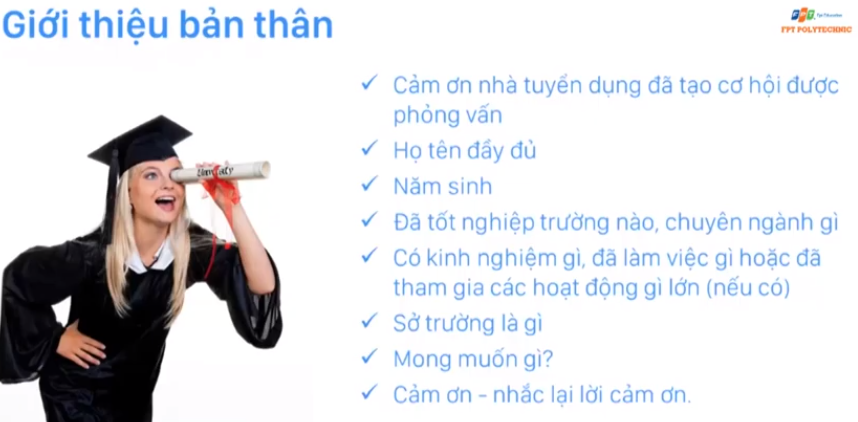 Giới thiệu bản thân
FPT Education
FPT POLYTECHNIC
✓ Cảm ơn nhà tuyển dụng đã tạo cơ hội được
phỏng vấn
✓ Họ tên đầy đủ
✓ Năm sinh
✓ Đã tốt nghiệp trường nào, chuyên ngành gì
✓ Có kinh nghiệm gì, đã làm việc gì hoặc đã
tham gia các hoạt động gì lớn (nếu có)
✓ Sở trường là gì
✓ Mong muốn gì?
✓ Cảm ơn - nhắc lại lời cảm ơn.